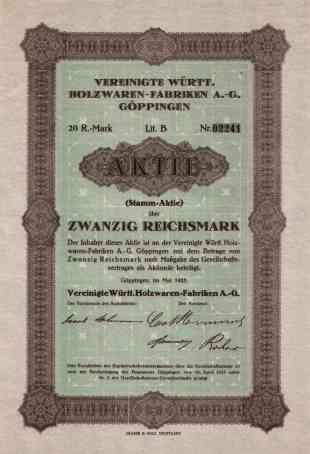 VEREINIGTE WÜRTT.
HOLZWAREN-FABRIKEN A.-G.
GÖPPINGEN
20 R.-Mark Lit. B Nr. 02241
AKTIE
(Stamm-Aktie)
über
ZWANZIG REICHSMARK
Der Inhaber dieser Aktie ist an der Vereinigte Württ. Holz-
waren-Fabriken A. G. Göppingen mit dem Betrage von
Zwanzig Reichsmark nach Maßgabe des Gesellschafts-
vertrages als Aktionär beteiligt.
Göppingen, im Mai 1925
Vereinigte Württ. Holzwaren-Fabriken A.-G.
Der Vorsitzende des Aufsichtsrats: Der Vorstand: